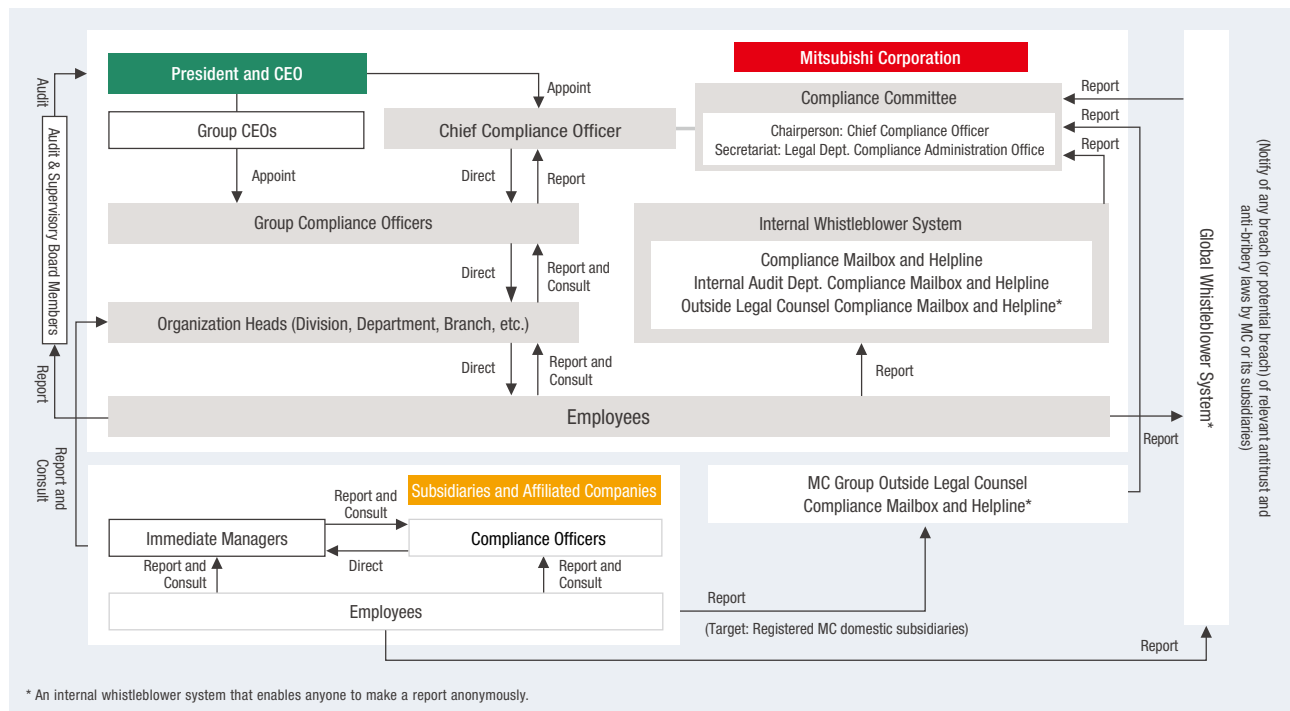 President and CEO
Mitsubishi Corporation
Appoint
Group CEOs
Chief Compliance Officer
Compliance Committee
Chairperson: Chief Compliance Officer
Secretariat: Legal Dept. Compliance Administration Office
Report
Report
Report
Audit
Audit & Supervisory Board Members
Report
Appoint
Direct
Report
Group Compliance Officers
Direct
Report and
Consult
Organization Heads (Division, Department, Branch, etc.)
Direct
Report and
Consult
Internal Whistleblower System
Compliance Mailbox and Helpline
Internal Audit Dept. Compliance Mailbox and Helpline
Outside Legal Counsel Compliance Mailbox and Helpline*
Report
Employees
Report
Global Whistleblower System*
(Notify of any breach (or potential breach) of relevant antitrust and
anti-bribery laws by MC or its subsidiaries)
Report and
Consult
Subsidiaries and Affiliated Companies
Report and
Consult
Immediate Managers
Compliance Officers
Direct
Report and
Consult
Report and
Consult
Employees
MC Group Outside Legal Counsel
Compliance Mailbox and Helpline*
Report
(Target: Registered MC domestic subsidiaries)
Report
* An internal whistleblower system that enables anyone to make a report anonymously.